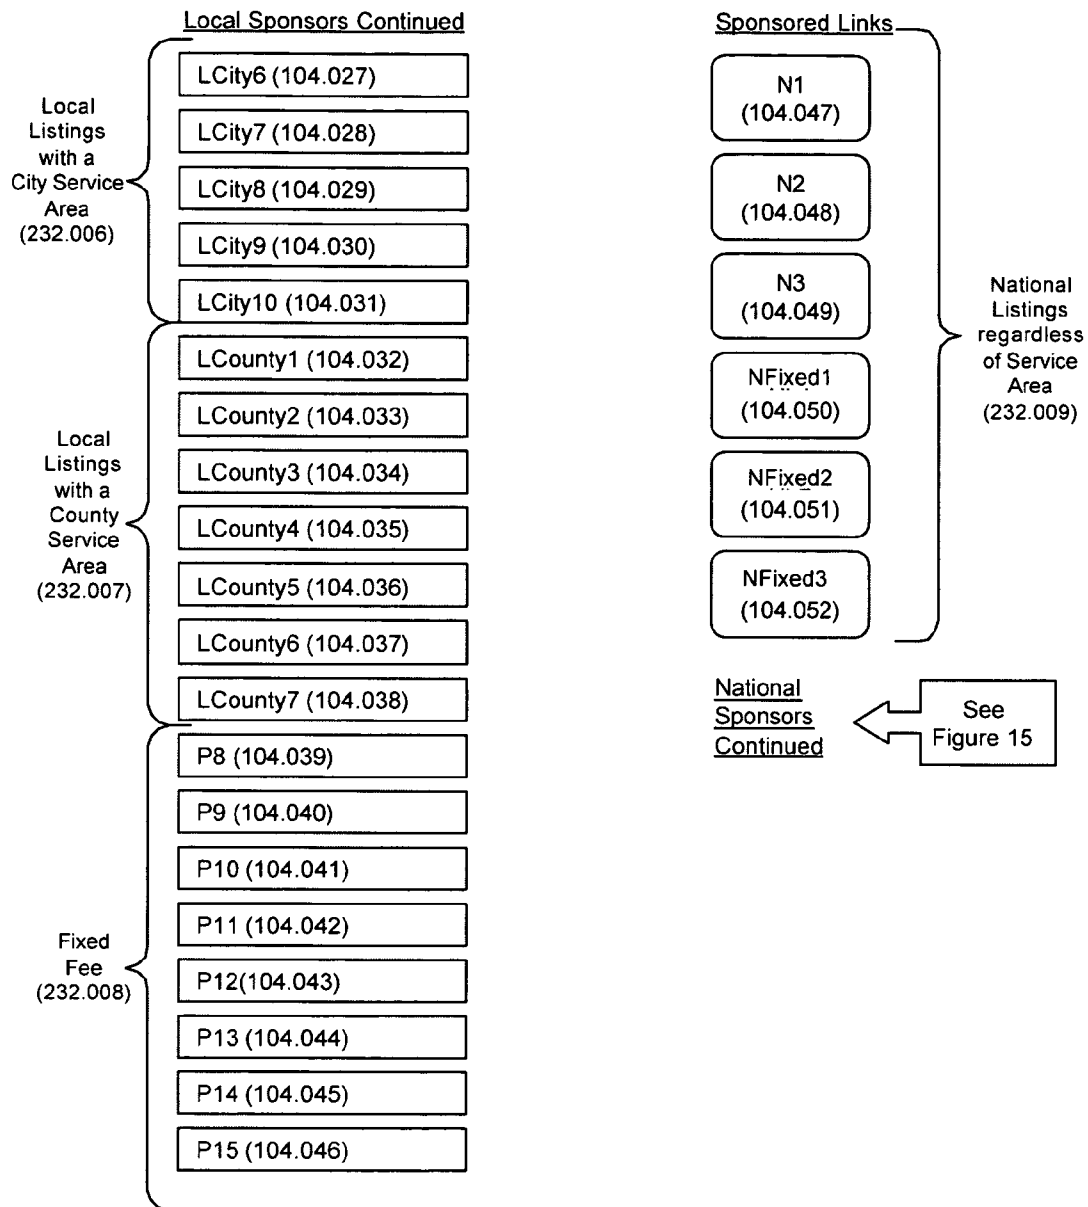 Local Sponsors Continued
Local
Listings
with a
City Service
Area
(232.006)
LCity6 (104.027)
LCity7 (104.028)
LCity8 (104.029)
LCity9 (104.030)
LCity10 (104.031)
Local
Listings
with a
County
Service
Area
(232.007)
LCounty1 (104.032)
LCounty2 (104.033)
LCounty3 (104.034)
LCounty4 (104.035)
LCounty5 (104.036)
LCounty6 (104.037)
LCounty7 (104.038)
Fixed
Fee
(232.008)
P8 (104.039)
P9 (104.040)
P10 (104.041)
P11 (104.042)
P12(104.043)
P13 (104.044)
P14 (104.045)
P15 (104.046)
Sponsored Links
N1
(104.047)
N2
(104.048)
N3
(104.049)
NFixed1
(104.050)
NFixed2
(104.051)
NFixed3
(104.052)
National
Listings
regardless
of Service
Area
(232.009)
National
Sponsors
Continued
See
Figure 15